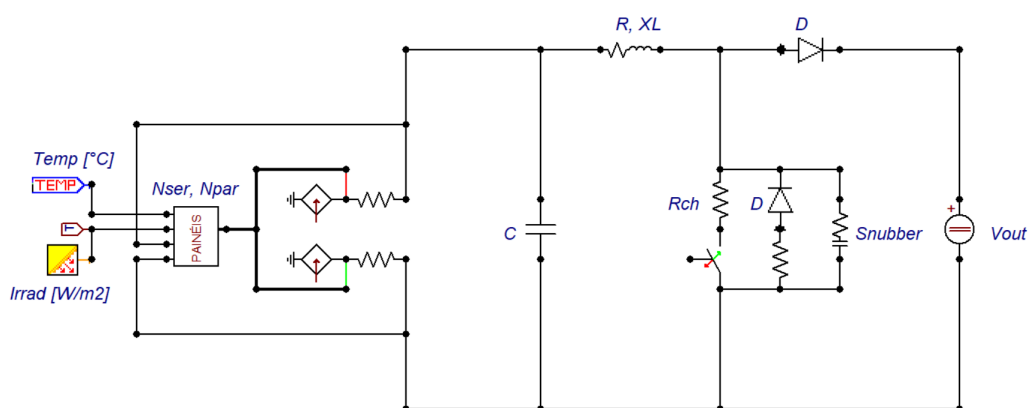 R, XL
D
Temp [°C]
TEMP
Nser, Npar
T
PAINÉIS
Irrad [W/m2]
C
Rch
D
Snubber
+
Vout